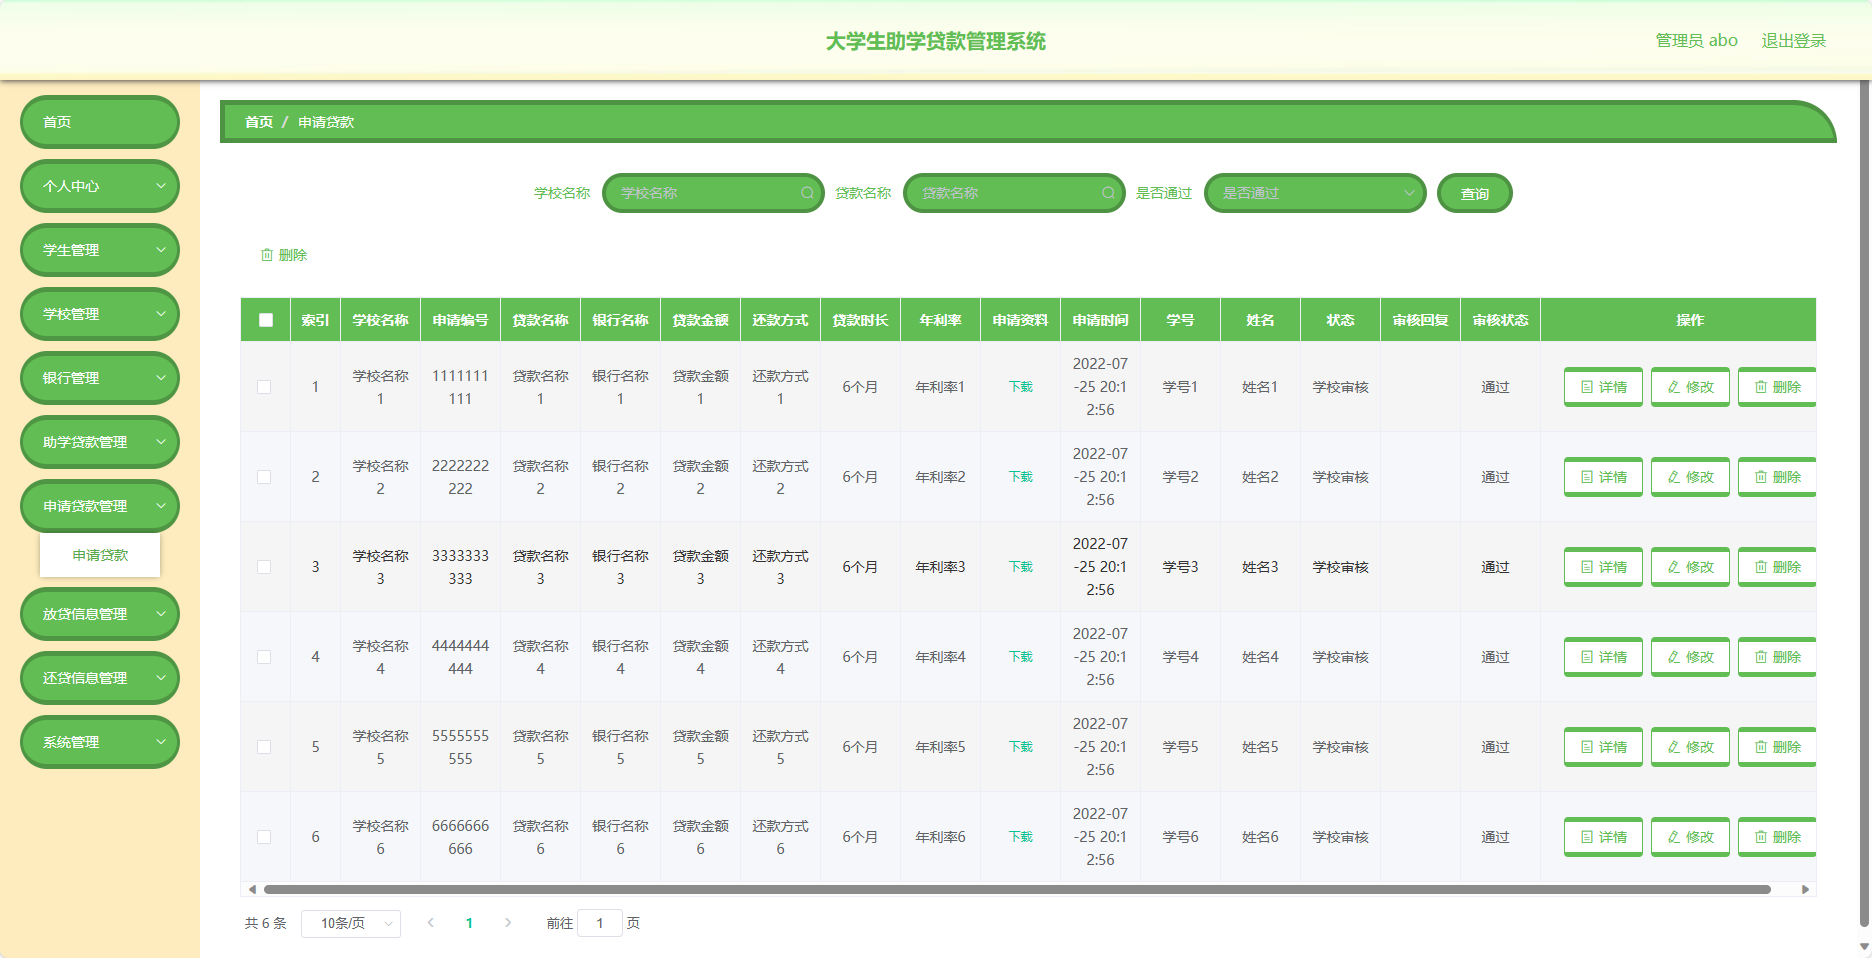 大学生助学贷款管理系统
管理员 abo 退出登录
首页
个人中心
学生管理
学校管理
银行管理
助学贷款管理
申请贷款管理
申请贷款
放贷信息管理
还贷信息管理
系统管理
首页 / 申请贷款
学校名称 学校名称 贷款名称 贷款名称 是否通过 是否通过 查询
删除
索引 学校名称 申请编号 贷款名称 银行名称 贷款金额 还款方式 贷款时长 年利率 申请资料 申请时间 学号 姓名 状态 审核回复 审核状态 操作
1 学校名称1 1111111111 贷款名称1 银行名称1 贷款金额1 还款方式1 6个月 年利率1 下载 2022-07-25 20:12:56 学号1 姓名1 学校审核 通过 详情 修改 删除
2 学校名称2 2222222222 贷款名称2 银行名称2 贷款金额2 还款方式2 6个月 年利率2 下载 2022-07-25 20:12:56 学号2 姓名2 学校审核 通过 详情 修改 删除
3 学校名称3 3333333333 贷款名称3 银行名称3 贷款金额3 还款方式3 6个月 年利率3 下载 2022-07-25 20:12:56 学号3 姓名3 学校审核 通过 详情 修改 删除
4 学校名称4 4444444444 贷款名称4 银行名称4 贷款金额4 还款方式4 6个月 年利率4 下载 2022-07-25 20:12:56 学号4 姓名4 学校审核 通过 详情 修改 删除
5 学校名称5 5555555555 贷款名称5 银行名称5 贷款金额5 还款方式5 6个月 年利率5 下载 2022-07-25 20:12:56 学号5 姓名5 学校审核 通过 详情 修改 删除
6 学校名称6 6666666666 贷款名称6 银行名称6 贷款金额6 还款方式6 6个月 年利率6 下载 2022-07-25 20:12:56 学号6 姓名6 学校审核 通过 详情 修改 删除
共 6 条 10条/页 1 前往 1 页